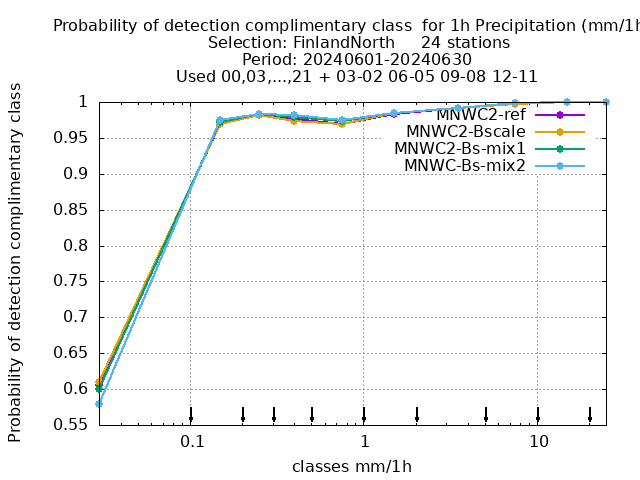 Probability of detection complimentary class  for 1h Precipitation (mm/1h
Selection: FinlandNorth     24 stations
Period: 20240601-20240630
Used 00,03,...,21 + 03-02 06-05 09-08 12-11
Probability of detection complimentary class
1
0.95
0.9
0.85
0.8
0.75
0.7
0.65
0.6
0.55
MNWC2-ref
MNWC2-Bscale
MNWC2-Bs-mix1
MNWC-Bs-mix2
0.1
1
10
classes mm/1h